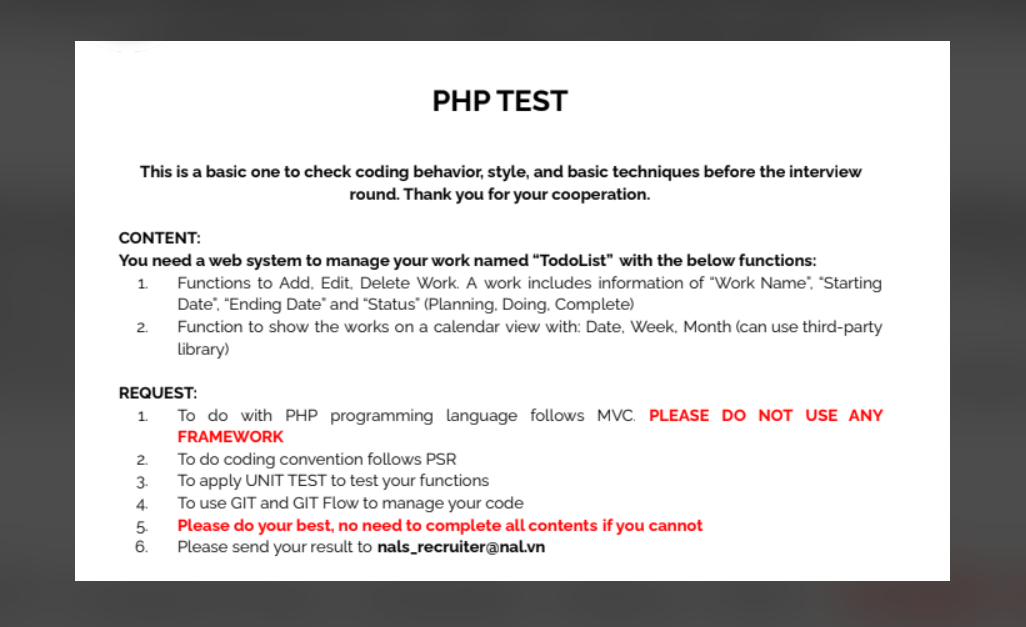 PHP TEST
This is a basic one to check coding behavior, style, and basic techniques before the interview
round. Thank you for your cooperation.
CONTENT:
You need a web system to manage your work named “TodoList” with the below functions:
1. Functions to Add, Edit, Delete Work. A work includes information of “Work Name”, “Starting
Date”, “Ending Date” and “Status” (Planning, Doing, Complete)
2. Function to show the works on a calendar view with: Date, Week, Month (can use third-party
library)
REQUEST:
1. To do with PHP programming language follows MVC. PLEASE DO NOT USE ANY
FRAMEWORK
2. To do coding convention follows PSR
3. To apply UNIT TEST to test your functions
4. To use GIT and GIT Flow to manage your code
5. Please do your best, no need to complete all contents if you cannot
6. Please send your result to nals_recruiter@nal.vn